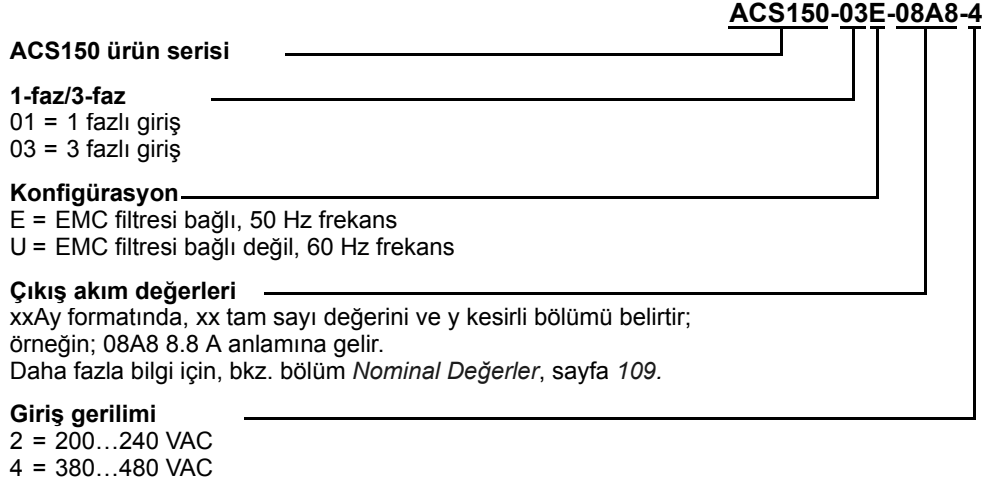 ACS150-03E-08A8-4
ACS150 ürün serisi
1-faz/3-faz
01 = 1 fazlı giriş
03 = 3 fazlı giriş
Konfigürasyon
E = EMC filtresi bağlı, 50 Hz frekans
U = EMC filtresi bağlı değil, 60 Hz frekans
Çıkış akım değerleri
xxAy formatında, xx tam sayı değerini ve y kesirli bölümü belirtir;
örneğin; 08A8 8.8 A anlamına gelir.
Daha fazla bilgi için, bkz. bölüm Nominal Değerler, sayfa 109.
Giriş gerilimi
2 = 200…240 VAC
4 = 380…480 VAC